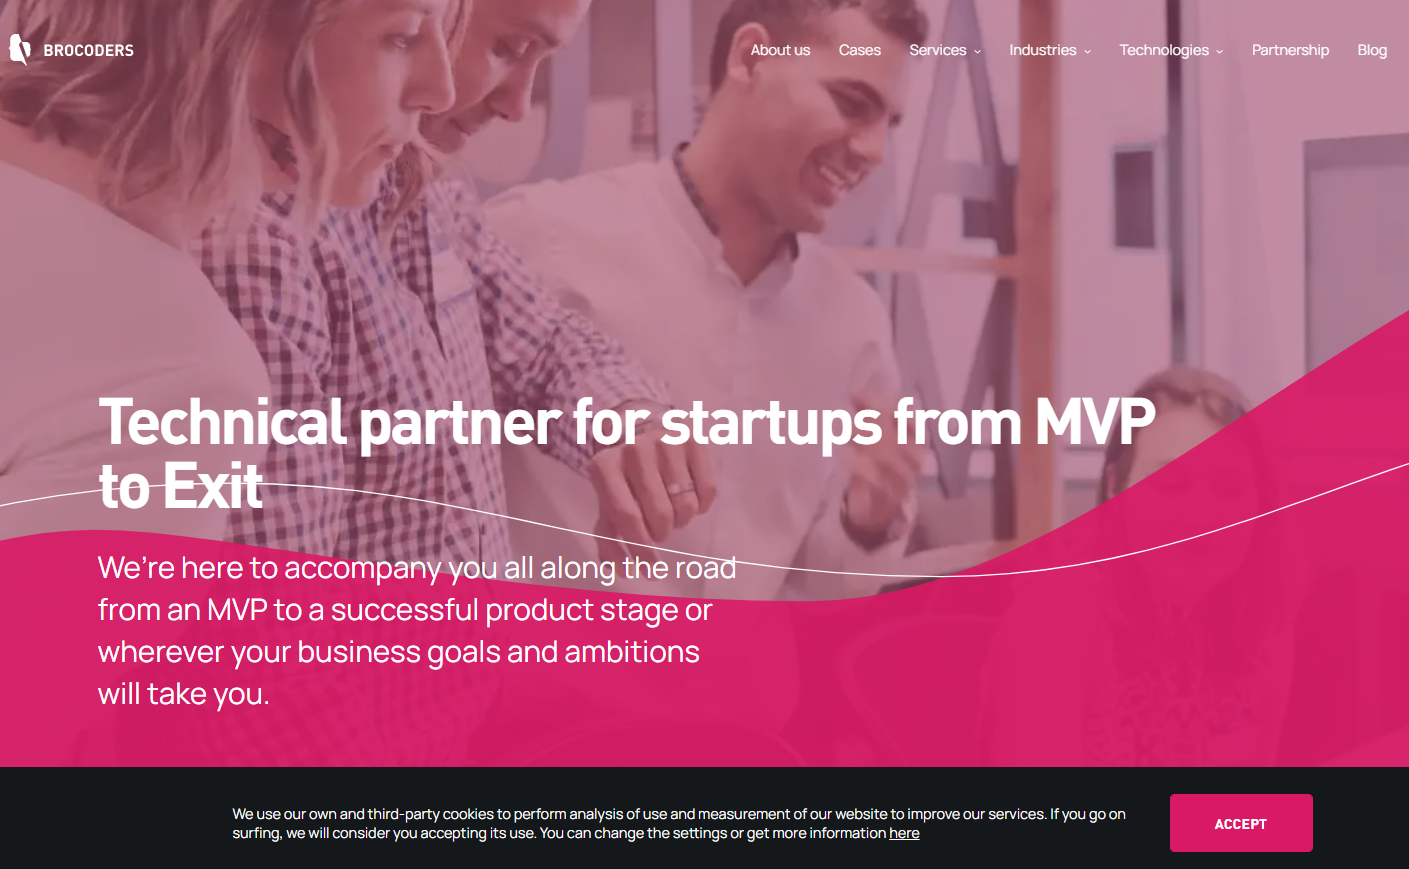 BROCODERS
About us Cases Services Industries Technologies Partnership Blog
Technical partner for startups from MVP
to Exit
We’re here to accompany you all along the road
from an MVP to a successful product stage or
wherever your business goals and ambitions
will take you.
We use our own and third-party cookies to perform analysis of use and measurement of our website to improve our services. If you go on
surfing, we will consider you accepting its use. You can change the settings or get more information here
ACCEPT